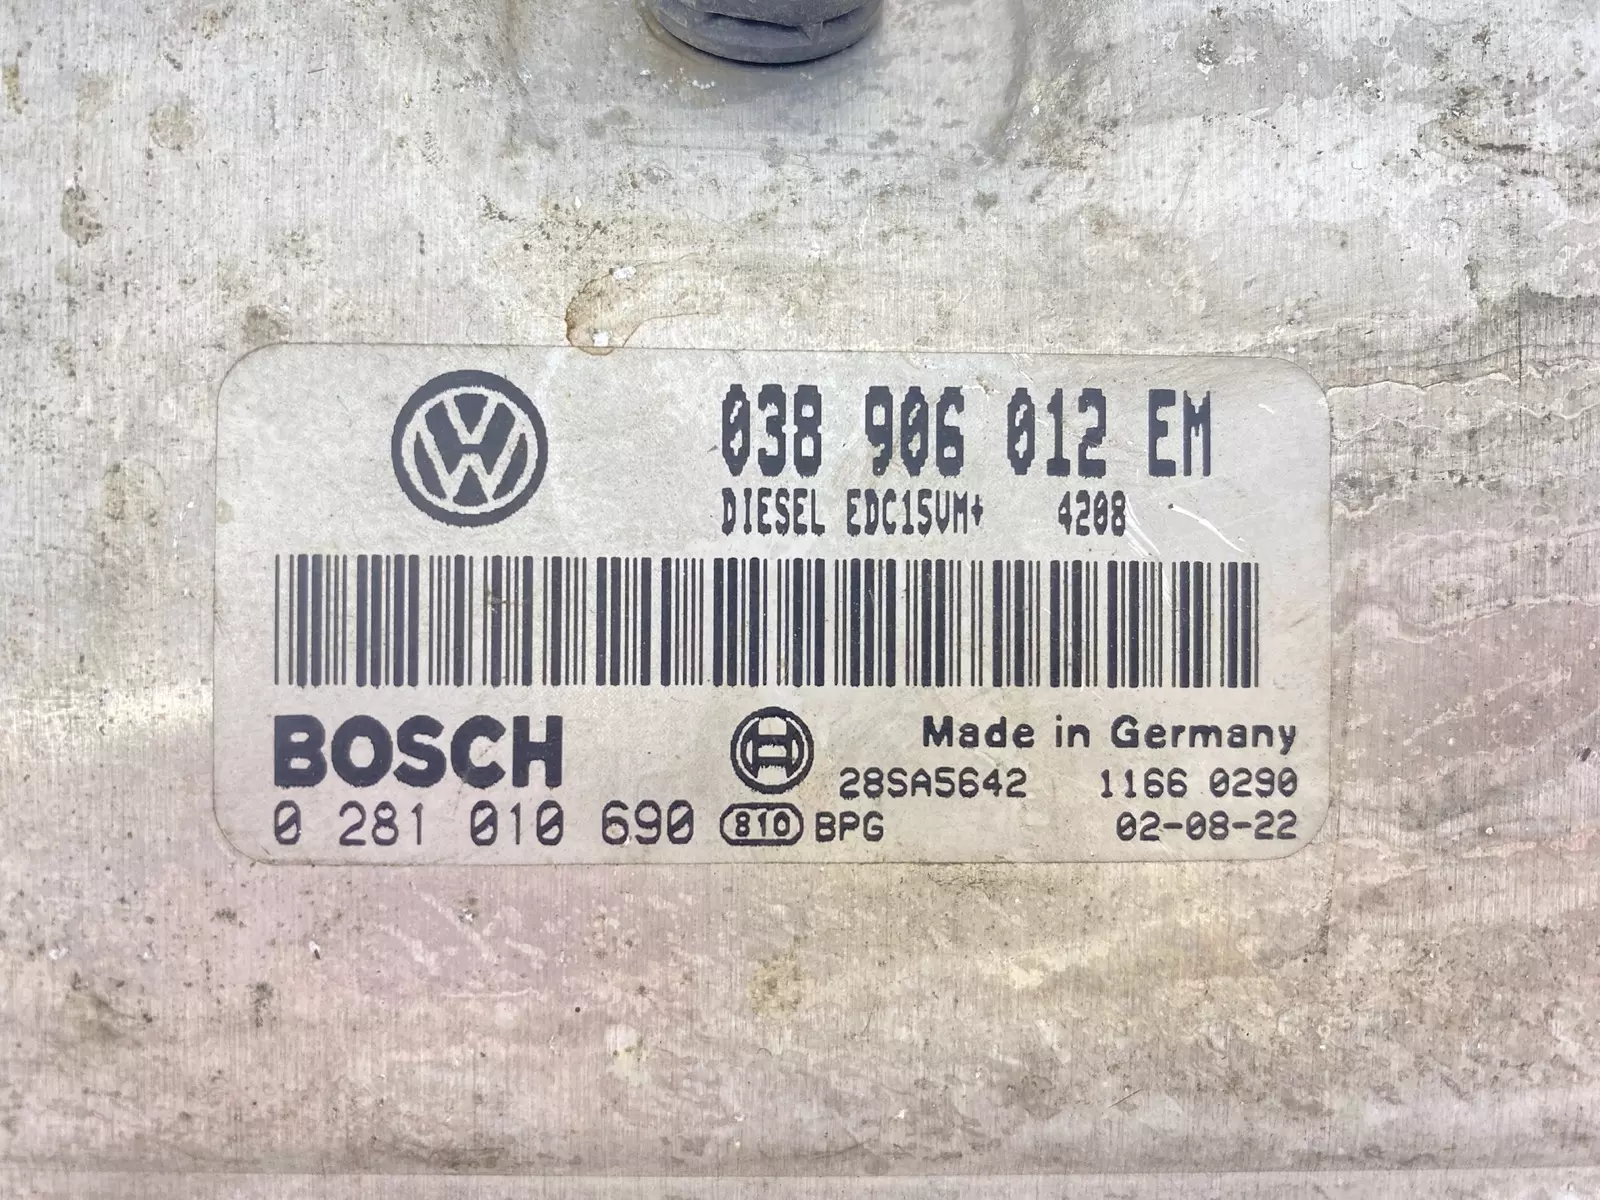 038 906 012 EM
DIESEL EDC15VM+ 4208
BOSCH
Made in Germany
28SA5642 1166 0290
0 281 010 690 810 BPG 02-08-22